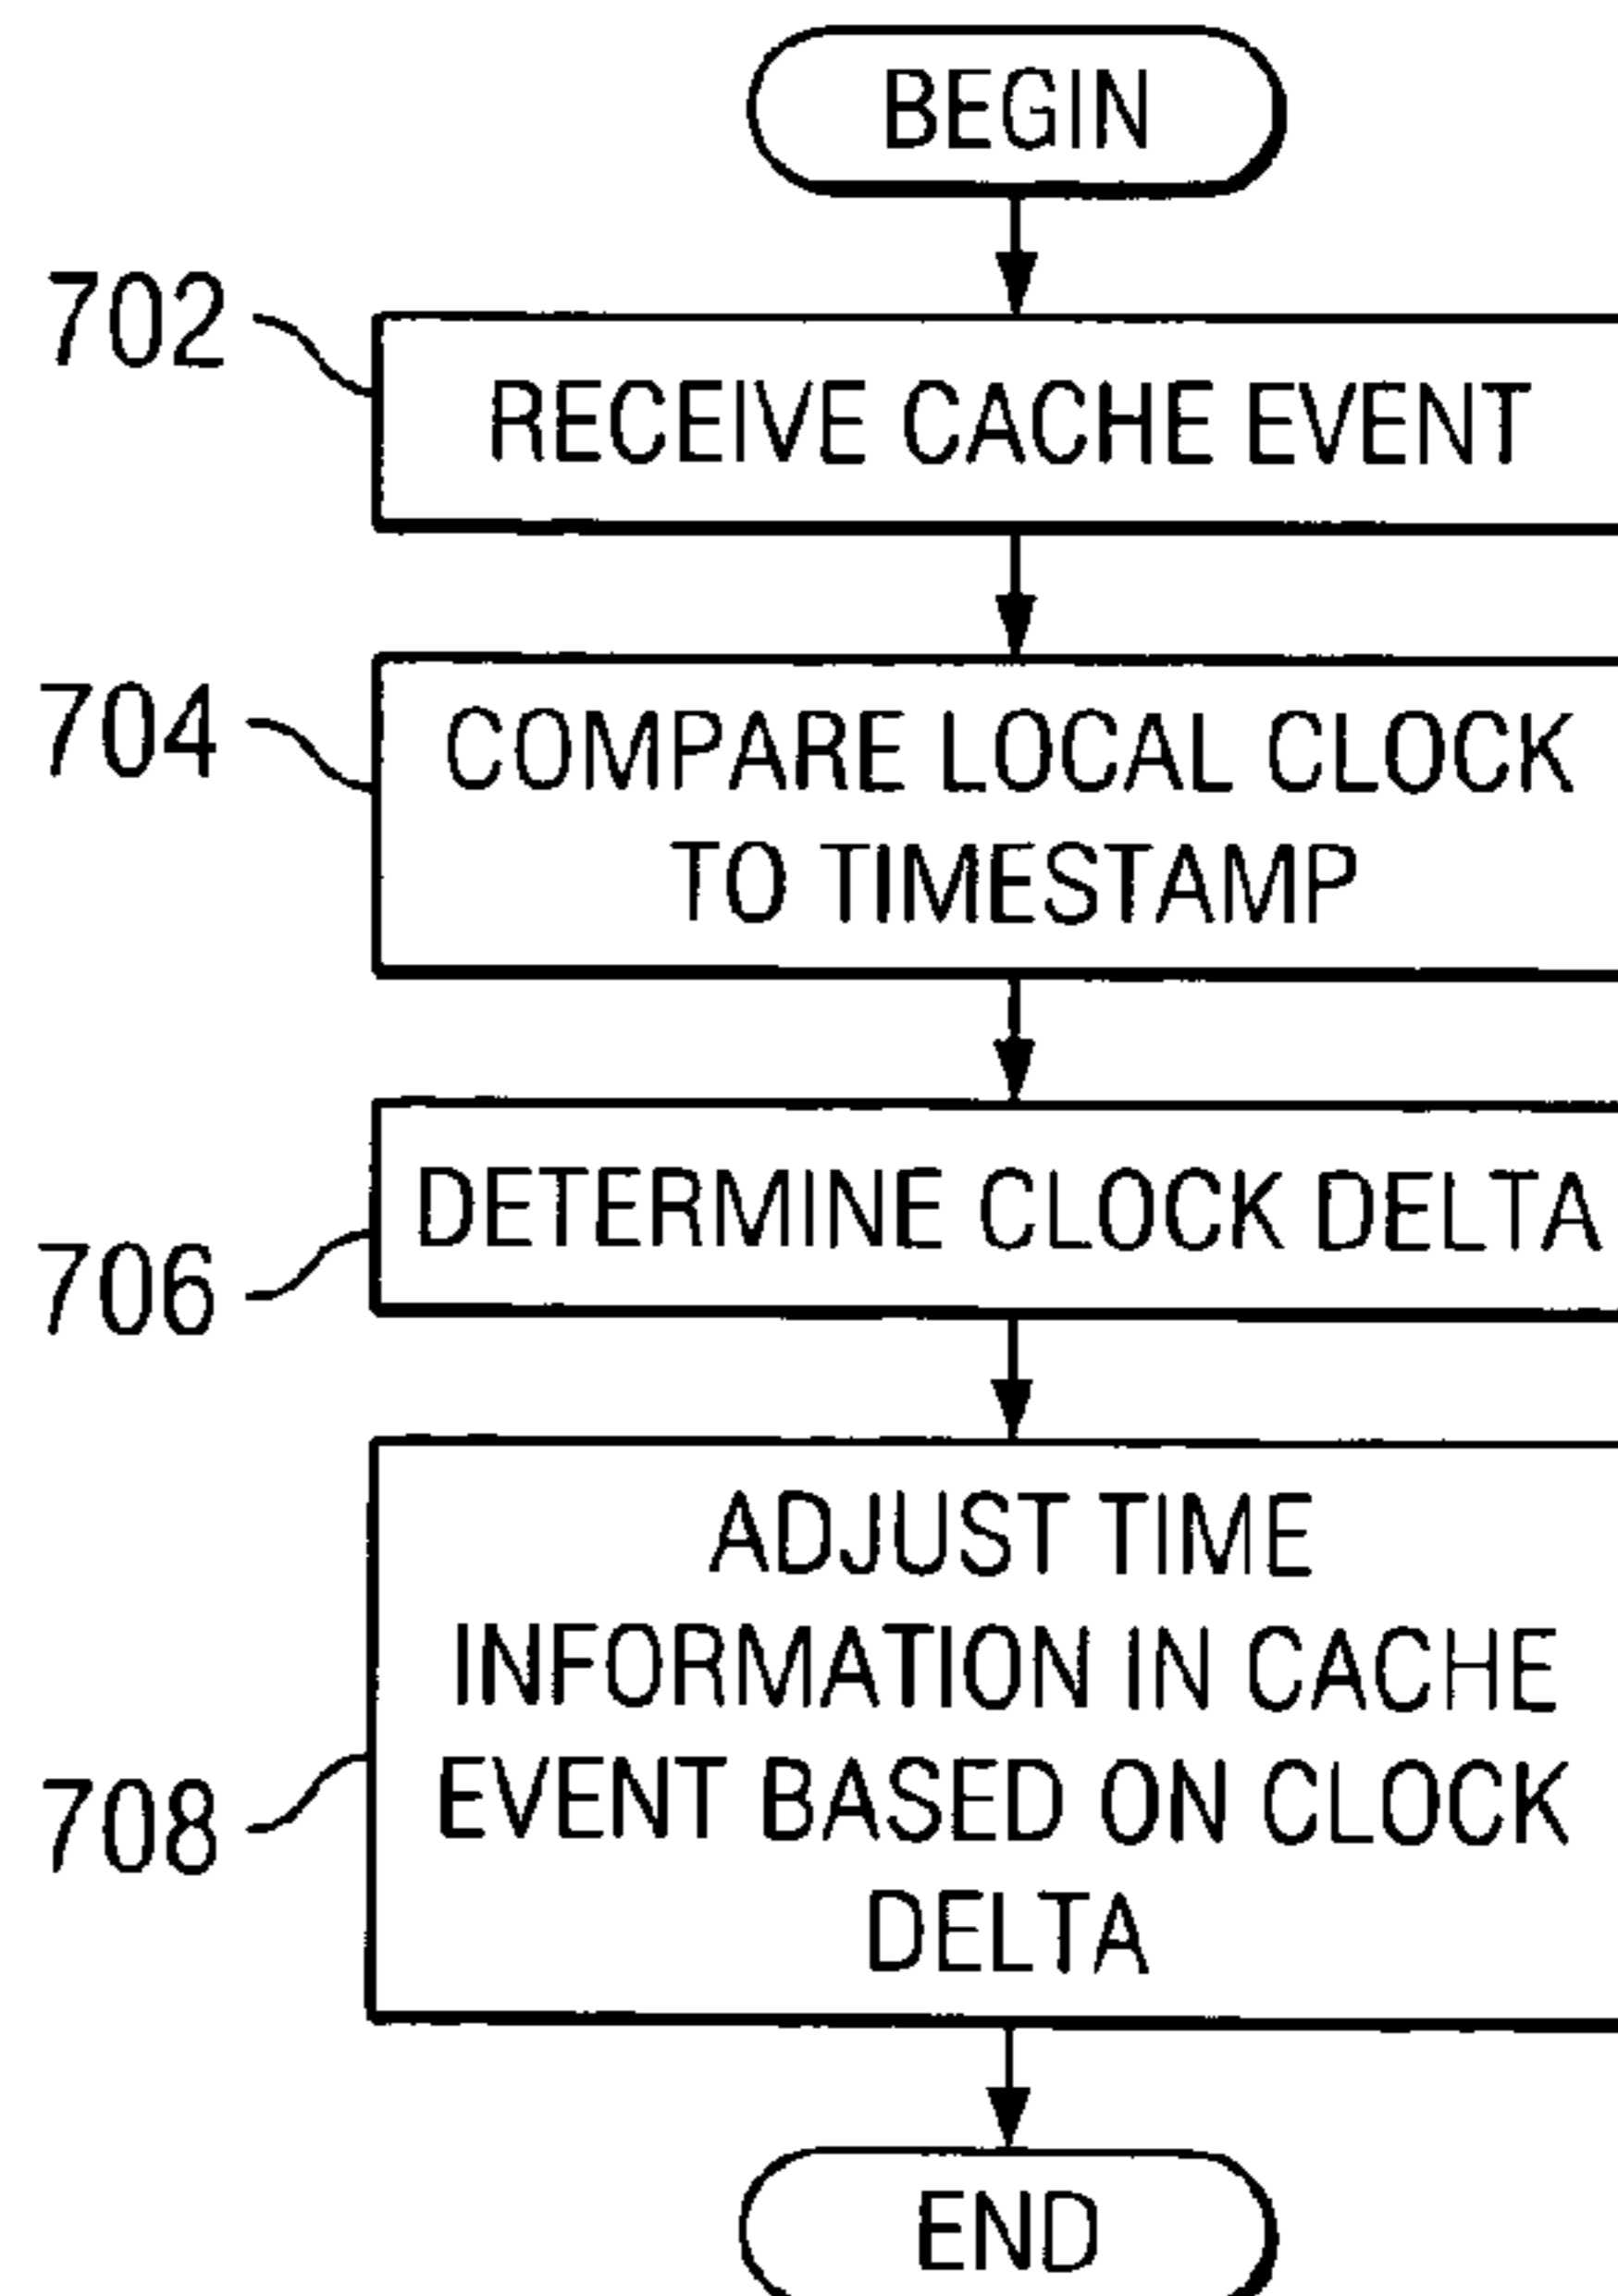 BEGIN
702
RECEIVE CACHE EVENT
704
COMPARE LOCAL CLOCK
TO TIMESTAMP
706
DETERMINE CLOCK DELTA
708
ADJUST TIME
INFORMATION IN CACHE
EVENT BASED ON CLOCK
DELTA
END